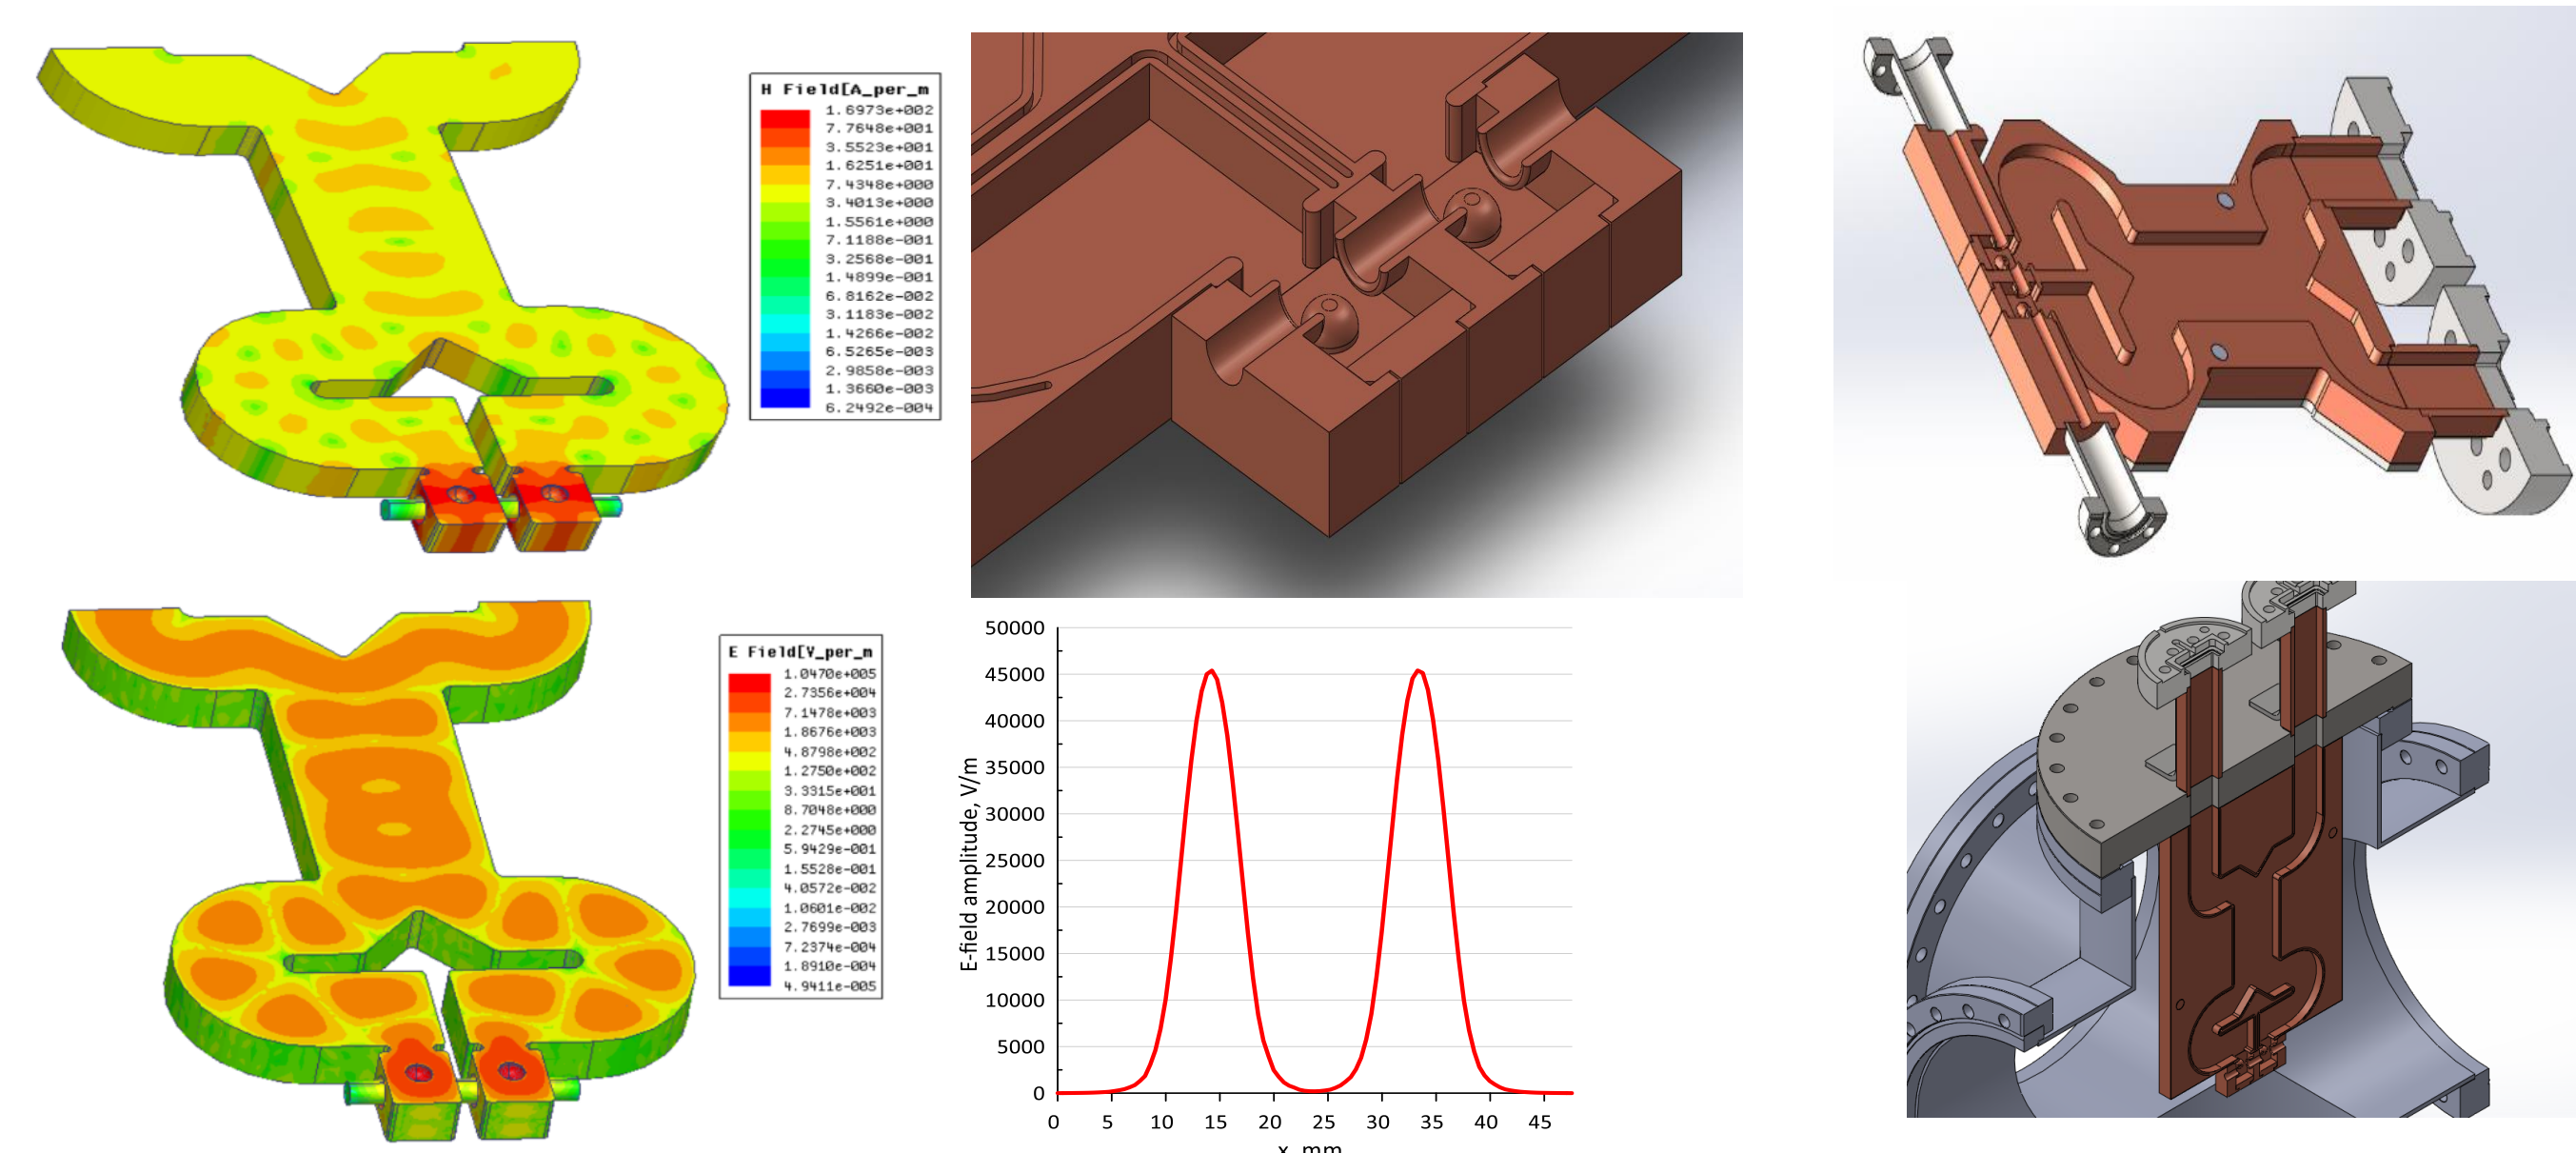 H Field[A_per_m
1.6973e+002
7.7648e+001
3.5523e+001
1.6251e+001
7.4348e+000
3.4013e+000
1.5561e+000
7.1188e-001
3.2568e-001
1.4899e-001
6.8162e-002
3.1183e-002
1.4266e-002
6.5265e-003
2.9858e-003
1.3660e-003
6.2492e-004
E Field[V_per_m
1.0470e+005
2.7356e+004
7.1478e+003
1.8676e+003
4.8798e+002
1.2750e+002
3.3315e+001
8.7048e+000
2.2745e+000
5.9429e-001
1.5528e-001
4.0572e-002
1.0601e-002
2.7699e-003
7.2374e-004
1.8910e-004
4.9411e-005
E-field amplitude, V/m
50000
45000
40000
35000
30000
25000
20000
15000
10000
5000
0
0 5 10 15 20 25 30 35 40 45
x, mm